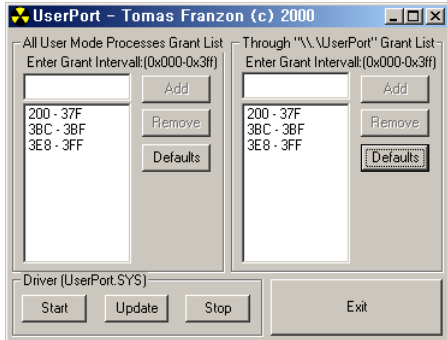 UserPort – Tomas Franzon (c) 2000
All User Mode Processes Grant List
Enter Grant Intervall:(0x000-0x3ff)
Add
200 - 37F
3BC - 3BF
3E8 - 3FF
Remove
Defaults
Through "\\.\UserPort" Grant List
Enter Grant Intervall:(0x000-0x3ff)
Add
200 - 37F
3BC - 3BF
3E8 - 3FF
Remove
Defaults
Driver (UserPort.SYS)
Start
Update
Stop
Exit